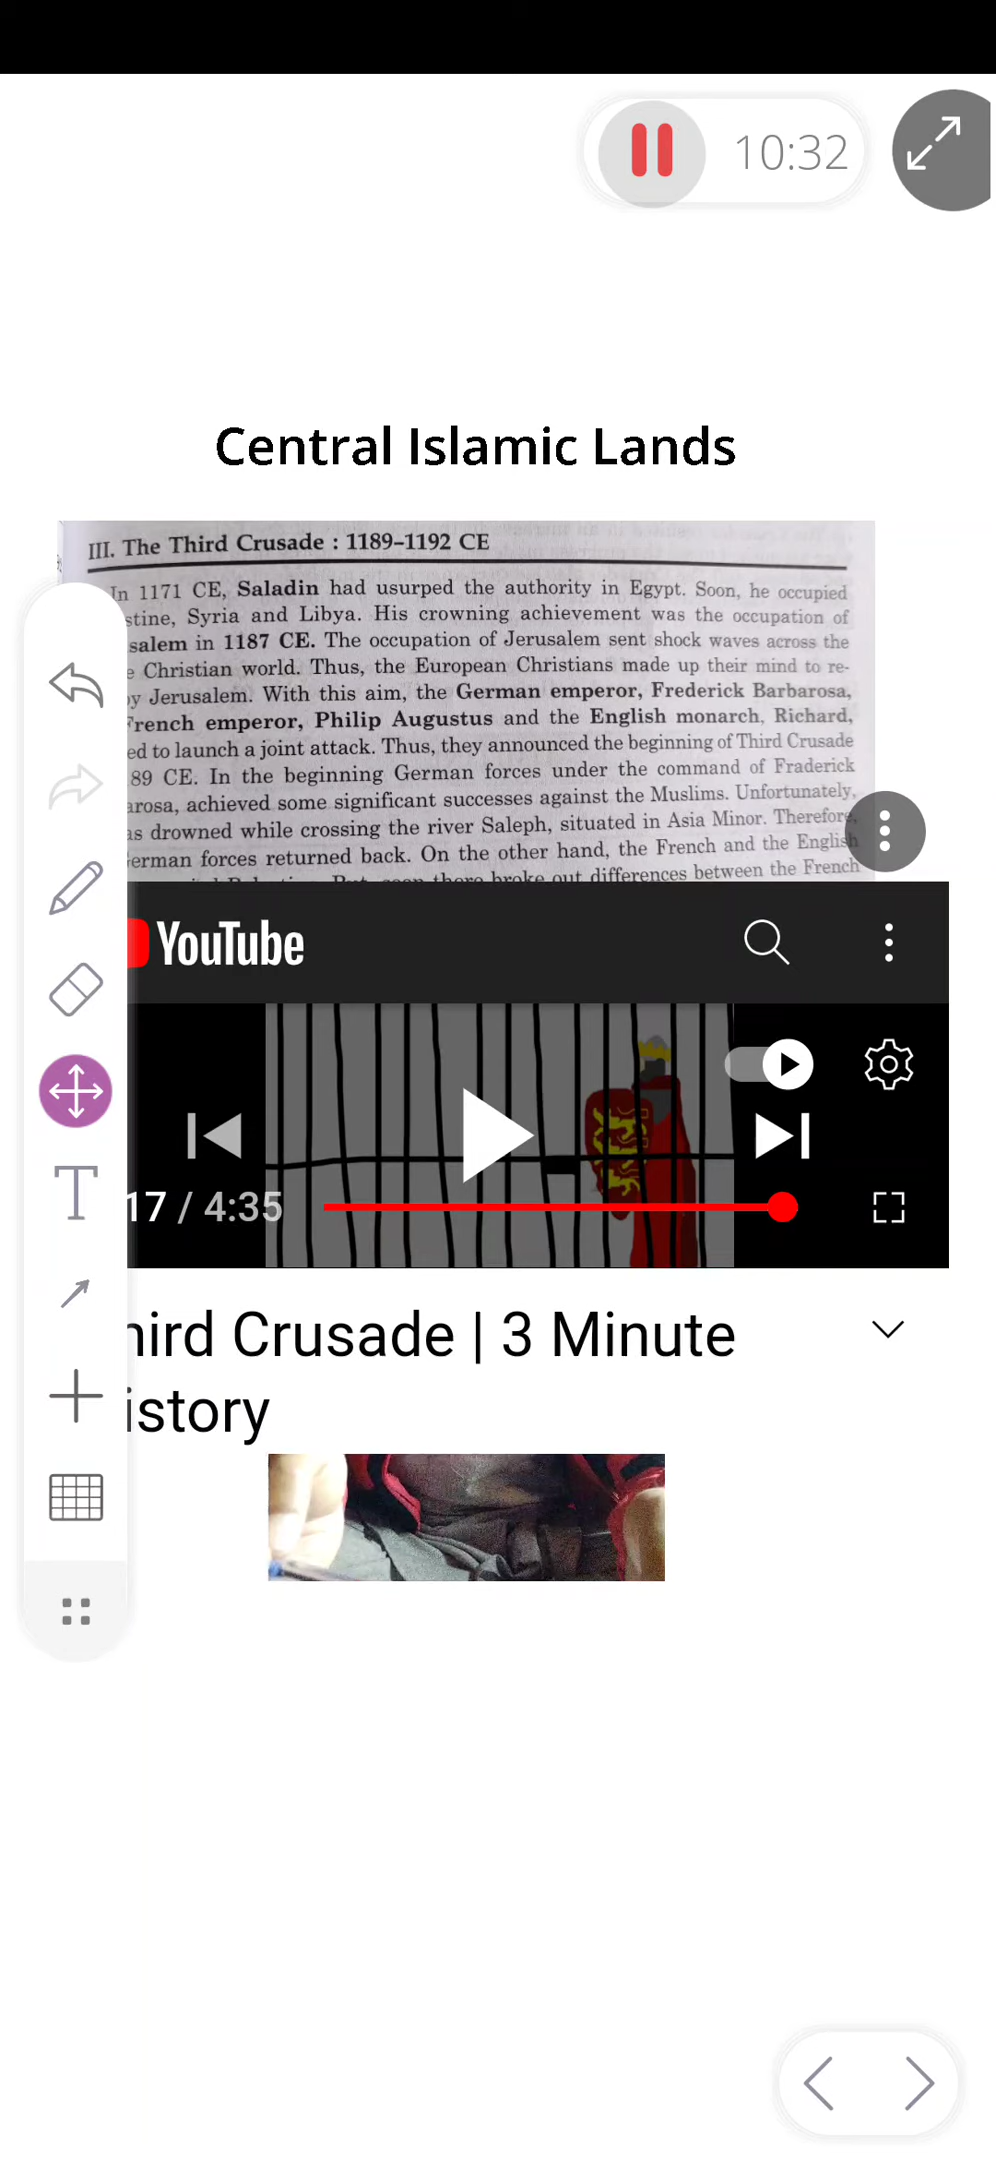 10:32
Central Islamic Lands
III. The Third Crusade : 1189–1192 CE
In 1171 CE, Saladin had usurped the authority in Egypt. Soon, he occupied
stine, Syria and Libya. His crowning achievement was the occupation of
salem in 1187 CE. The occupation of Jerusalem sent shock waves across the
e Christian world. Thus, the European Christians made up their mind to re-
y Jerusalem. With this aim, the German emperor, Frederick Barbarosa,
French emperor, Philip Augustus and the English monarch, Richard,
ed to launch a joint attack. Thus, they announced the beginning of Third Crusade
89 CE. In the beginning German forces under the command of Fraderick
arosa, achieved some significant successes against the Muslims. Unfortunately,
as drowned while crossing the river Saleph, situated in Asia Minor. Therefore,
erman forces returned back. On the other hand, the French and the English
there broke out differences between the French
YouTube
17 / 4:35
hird Crusade | 3 Minute
istory
T